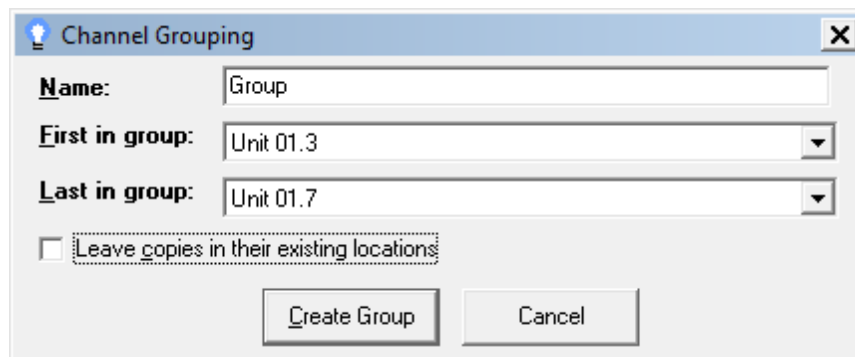 Channel Grouping
Name: Group
First in group: Unit 01.3
Last in group: Unit 01.7
Leave copies in their existing locations
Create Group Cancel